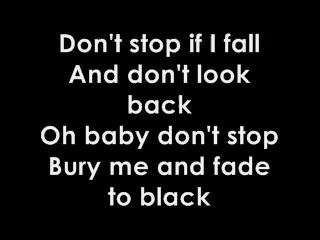 Don't stop if I fall
And don't look
back
Oh baby don't stop
Bury me and fade
to black